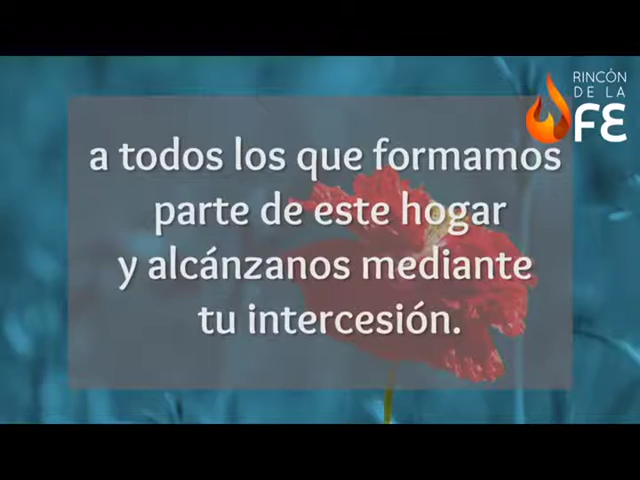 RINCÓN
DE LA
FE
a todos los que formamos
parte de este hogar
y alcánzanos mediante
tu intercesión.